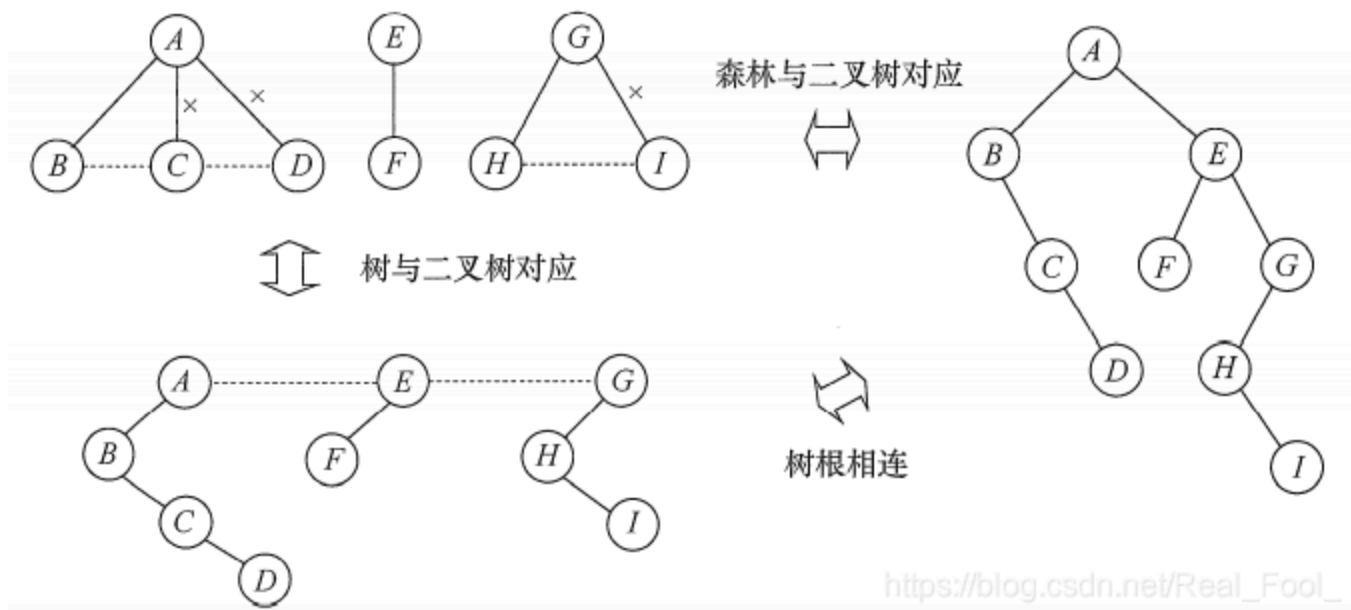 A E G
× × ×
B C D F H I
森林与二叉树对应
A
B E
C F G
D H
I
树与二叉树对应
A E G
B F H
C I
D
树根相连
https://blog.csdn.net/Real_Fool_